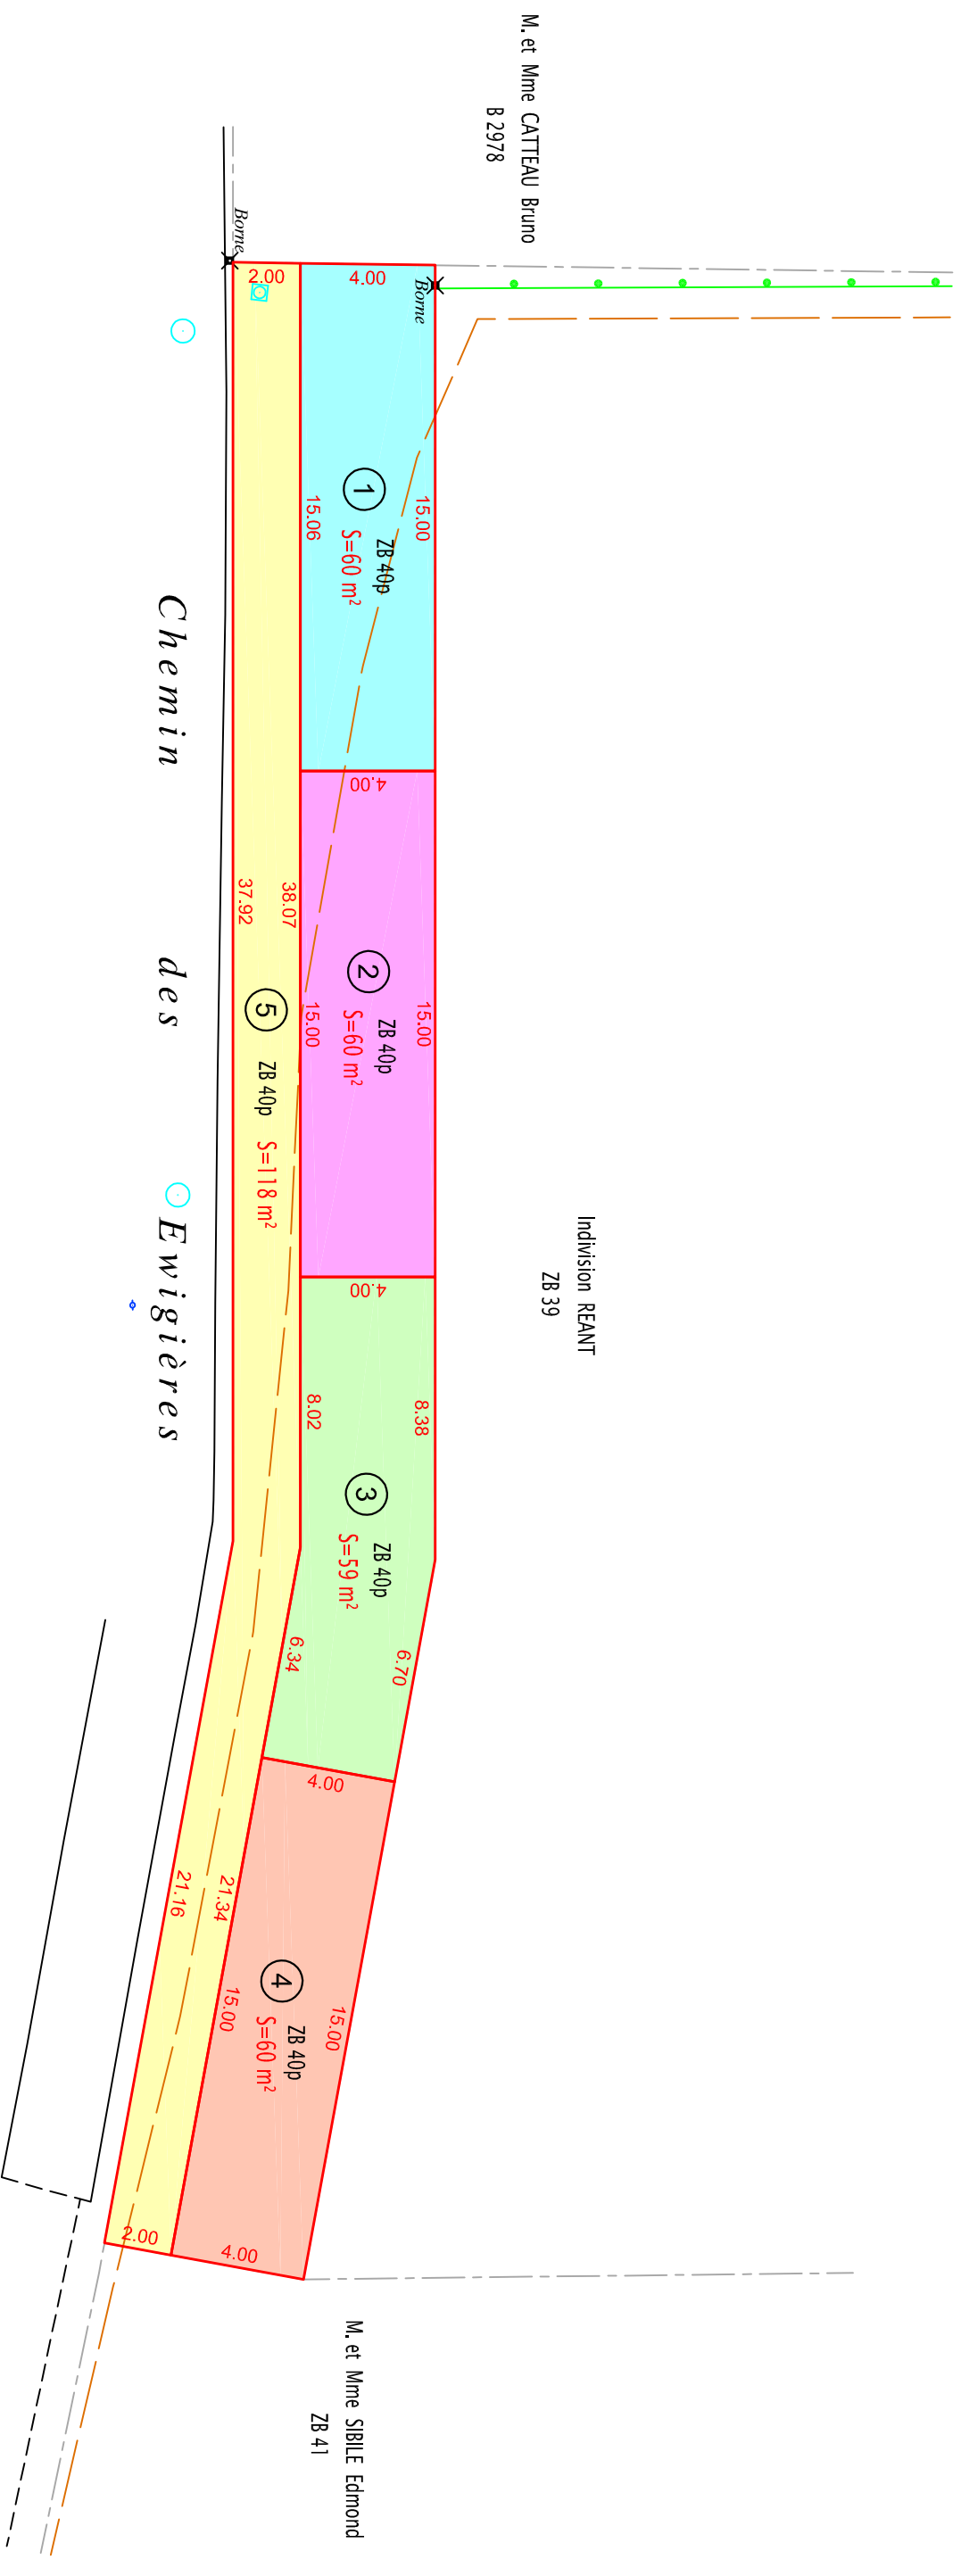 M. et Mme CATTEAU Bruno
B 2978
Borne
Borne
2.00
4.00
15.00
1
ZB 40p
S=60 m²
15.06
4.00
15.00
2
ZB 40p
S=60 m²
15.00
38.07
37.92
5
ZB 40p
S=118 m²
4.00
8.38
8.02
3
ZB 40p
S=59 m²
6.70
6.34
4.00
21.34
21.16
15.00
4
ZB 40p
S=60 m²
15.00
2.00
4.00
Indivision REANT
ZB 39
Chemin des Ewigières
M. et Mme SIBILE Edmond
ZB 41